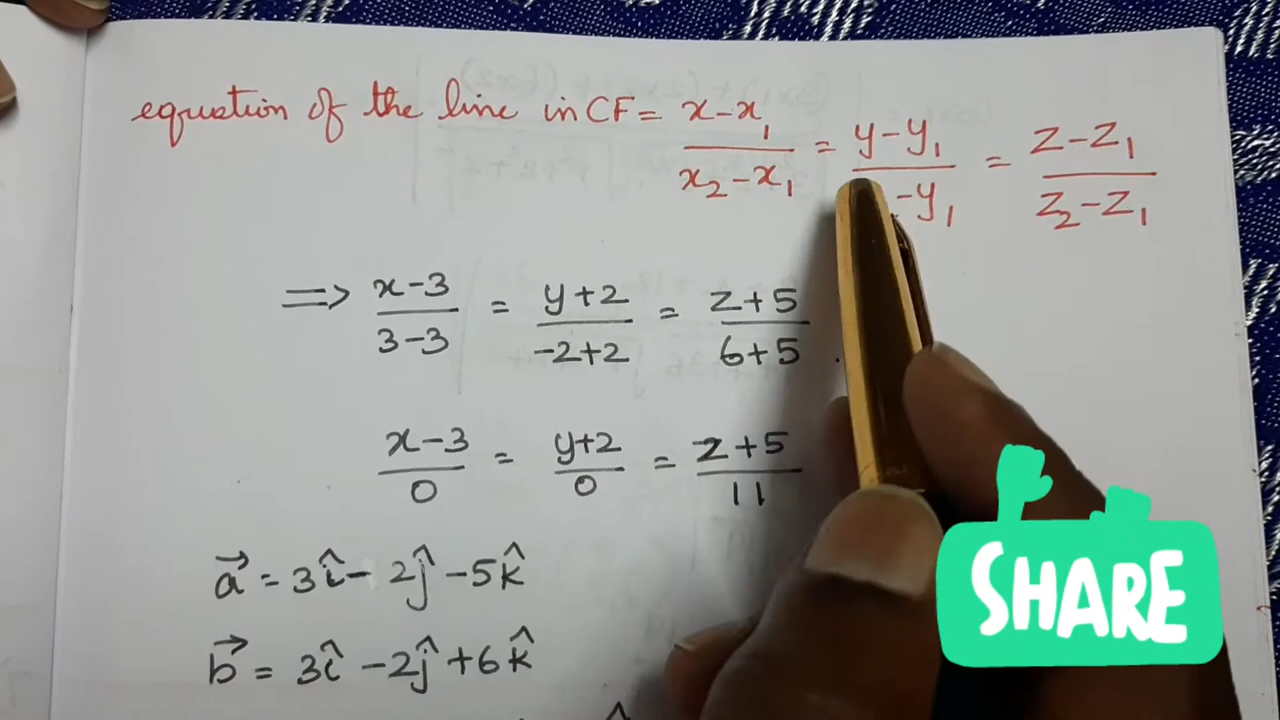 equation of the line in CF = x-x₁/x₂-x₁ = y-y₁/-y₁ = z-z₁/z₂-z₁
⇒ x-3/3-3 = y+2/-2+2 = z+5/6+5
x-3/0 = y+2/0 = z+5/11
a⃗ = 3î - 2ĵ - 5k̂
b⃗ = 3î - 2ĵ + 6k̂
SHARE